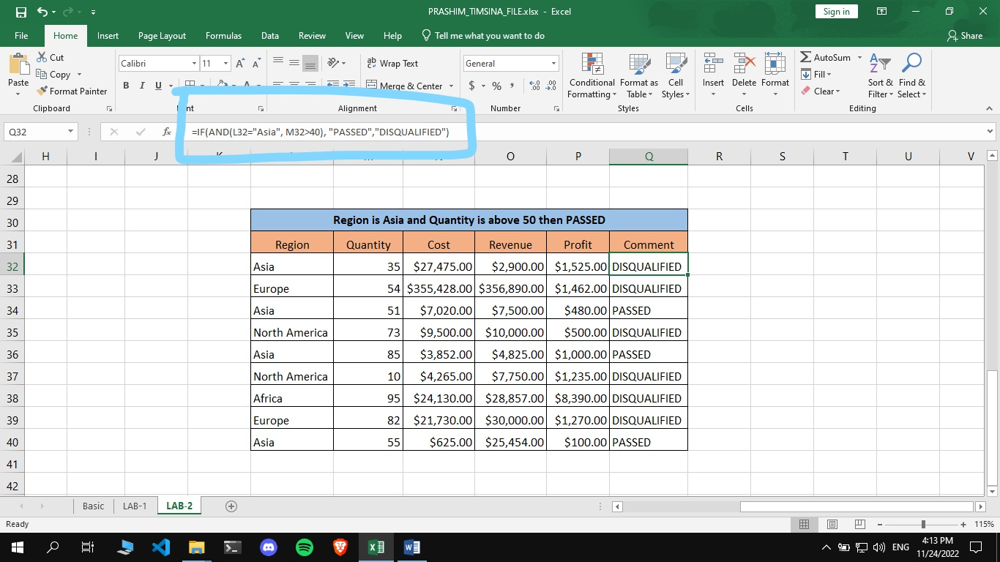 PRASHIM_TIMSINA_FILE.xlsx - Excel
Sign in
File Home Insert Page Layout Formulas Data Review View Help Tell me what you want to do Share
Cut
Copy
Format Painter
Paste
Clipboard
Calibri 11
B I U
Wrap Text
Merge & Center
Alignment
General
$ % ,
Number
Conditional Formatting
Format as Table
Cell Styles
Styles
Insert Delete Format
Cells
AutoSum
Fill
Clear
Sort & Filter
Find & Select
Editing
Q32 fx =IF(AND(L32="Asia", M32>40), "PASSED","DISQUALIFIED")
H I J O P Q R S T U V
28
29
30 Region is Asia and Quantity is above 50 then PASSED
31 Region Quantity Cost Revenue Profit Comment
32 Asia 35 $27,475.00 $2,900.00 $1,525.00 DISQUALIFIED
33 Europe 54 $355,428.00 $356,890.00 $1,462.00 DISQUALIFIED
34 Asia 51 $7,020.00 $7,500.00 $480.00 PASSED
35 North America 73 $9,500.00 $10,000.00 $500.00 DISQUALIFIED
36 Asia 85 $3,852.00 $4,825.00 $1,000.00 PASSED
37 North America 10 $4,265.00 $7,750.00 $1,235.00 DISQUALIFIED
38 Africa 95 $24,130.00 $28,857.00 $8,390.00 DISQUALIFIED
39 Europe 82 $21,730.00 $30,000.00 $1,270.00 DISQUALIFIED
40 Asia 55 $625.00 $25,454.00 $100.00 PASSED
41
42
Basic LAB-1 LAB-2
Ready 115%
ENG
4:13 PM
11/24/2022